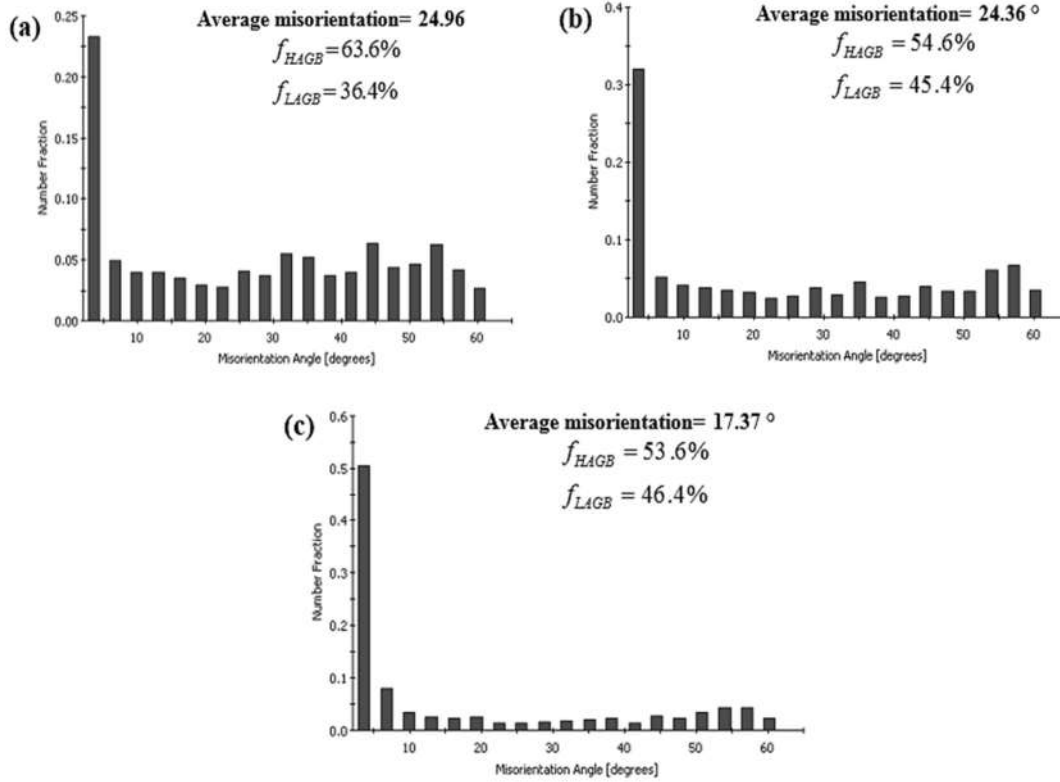 (a)
Average misorientation= 24.96
fHAGB=63.6%
fLAGB=36.4%
0.25
0.20
0.15
0.10
0.05
0.00
Number Fraction
10 20 30 40 50 60
Misorientation Angle [degrees]
(b)
Average misorientation= 24.36 °
fHAGB = 54.6%
fLAGB = 45.4%
0.4
0.3
0.2
0.1
0.0
Number Fraction
10 20 30 40 50 60
Misorientation Angle [degrees]
(c)
Average misorientation= 17.37 °
fHAGB = 53.6%
fLAGB = 46.4%
0.6
0.5
0.4
0.3
0.2
0.1
0.0
Number Fraction
10 20 30 40 50 60
Misorientation Angle [degrees]